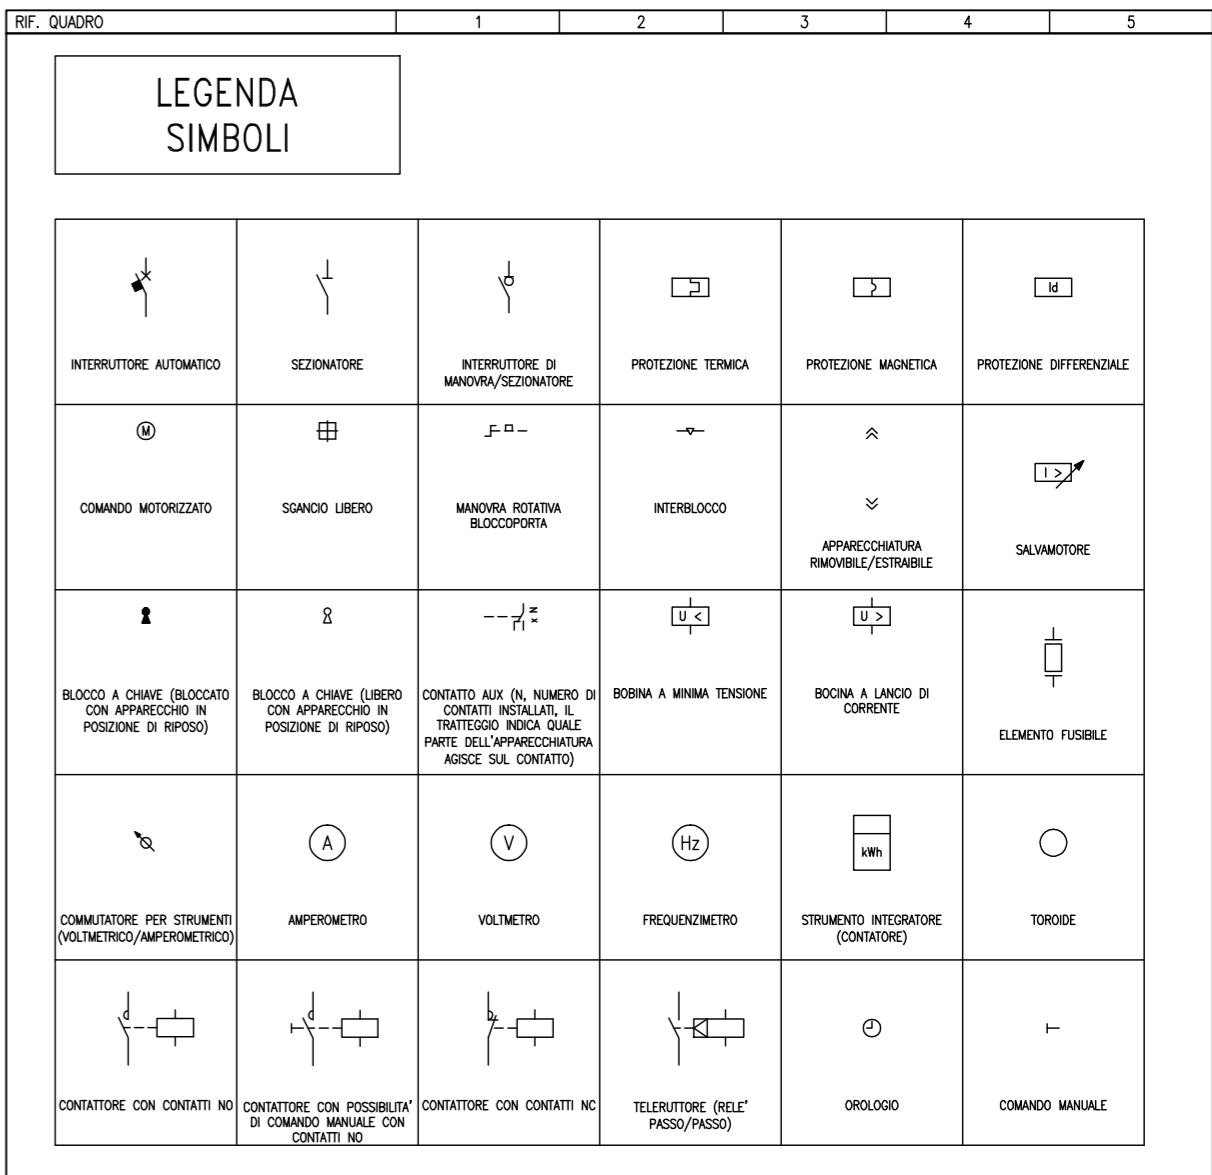 RIF. QUADRO 1 2 3 4 5
LEGENDA
SIMBOLI
INTERRUTTORE AUTOMATICO
SEZIONATORE
INTERRUTTORE DI
MANOVRA/SEZIONATORE
PROTEZIONE TERMICA
PROTEZIONE MAGNETICA
Id
PROTEZIONE DIFFERENZIALE
M
COMANDO MOTORIZZATO
SGANCIO LIBERO
MANOVRA ROTATIVA
BLOCCOPORTA
INTERBLOCCO
APPARECCHIATURA
RIMOVIBILE/ESTRAIBILE
I >
SALVAMOTORE
BLOCCO A CHIAVE (BLOCCATO
CON APPARECCHIO IN
POSIZIONE DI RIPOSO)
BLOCCO A CHIAVE (LIBERO
CON APPARECCHIO IN
POSIZIONE DI RIPOSO)
x N
CONTATTO AUX (N, NUMERO DI
CONTATTI INSTALLATI, IL
TRATTEGGIO INDICA QUALE
PARTE DELL'APPARECCHIATURA
AGISCE SUL CONTATTO)
U <
BOBINA A MINIMA TENSIONE
U >
BOCINA A LANCIO DI
CORRENTE
ELEMENTO FUSIBILE
COMMUTATORE PER STRUMENTI
(VOLTMETRICO/AMPEROMETRICO)
A
AMPEROMETRO
V
VOLTMETRO
Hz
FREQUENZIMETRO
kWh
STRUMENTO INTEGRATORE
(CONTATORE)
TOROIDE
CONTATTORE CON CONTATTI NO
CONTATTORE CON POSSIBILITA'
DI COMANDO MANUALE CON
CONTATTI NO
CONTATTORE CON CONTATTI NC
TELERUTTORE (RELE'
PASSO/PASSO)
OROLOGIO
COMANDO MANUALE